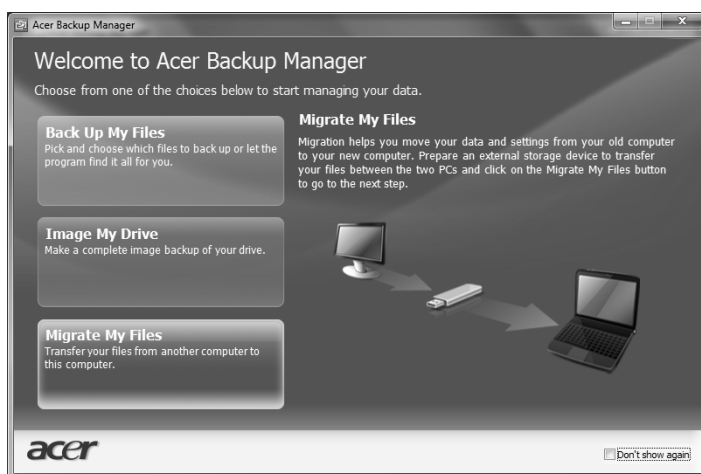 Acer Backup Manager
Welcome to Acer Backup Manager
Choose from one of the choices below to start managing your data.
Back Up My Files
Pick and choose which files to back up or let the
program find it all for you.
Image My Drive
Make a complete image backup of your drive.
Migrate My Files
Transfer your files from another computer to
this computer.
Migrate My Files
Migration helps you move your data and settings from your old computer
to your new computer. Prepare an external storage device to transfer
your files between the two PCs and click on the Migrate My Files button
to go to the next step.
acer
Don't show again